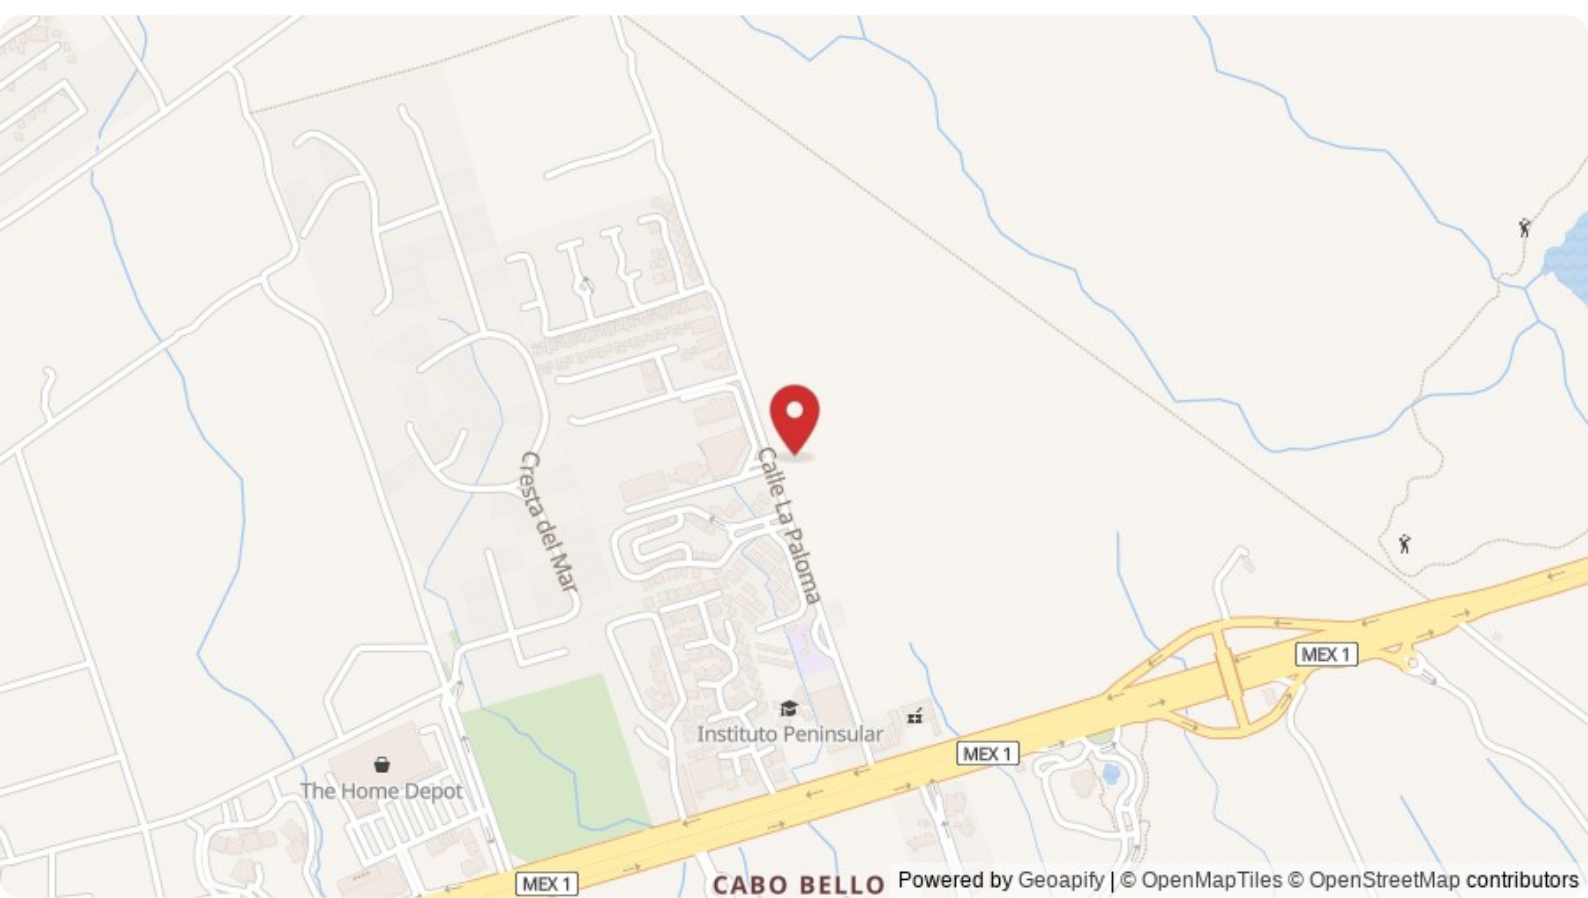 Cresta del Mar
Calle La Paloma
MEX 1
Instituto Peninsular
MEX 1
The Home Depot
MEX 1
CABO BELLO
Powered by Geoapify | © OpenMapTiles © OpenStreetMap contributors